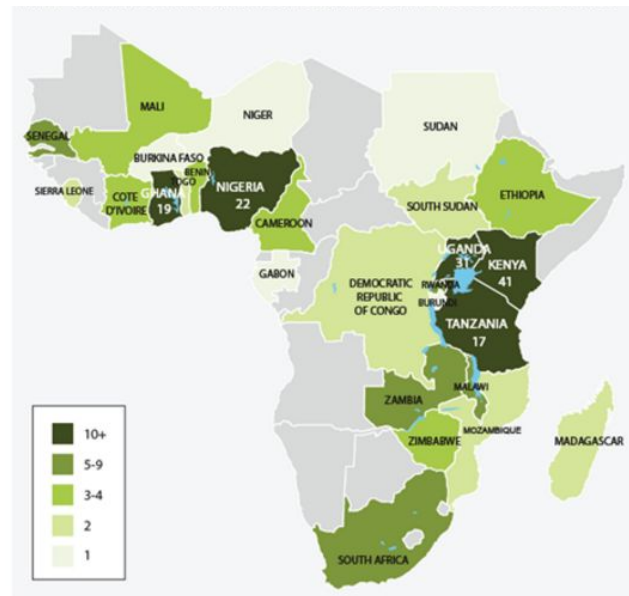 MALI
NIGER
SUDAN
SENEGAL
BURKINA FASO
BENIN
TOGO
NIGERIA
22
ETHIOPIA
SIERRA LEONE
COTE
D'IVOIRE
GHANA
19
SOUTH SUDAN
CAMEROON
UGANDA
31
KENYA
41
GABON
DEMOCRATIC
REPUBLIC
OF CONGO
RWANDA
BURUNDI
TANZANIA
17
MALAWI
ZAMBIA
MOZAMBIQUE
ZIMBABWE
MADAGASCAR
SOUTH AFRICA
10+
5-9
3-4
2
1